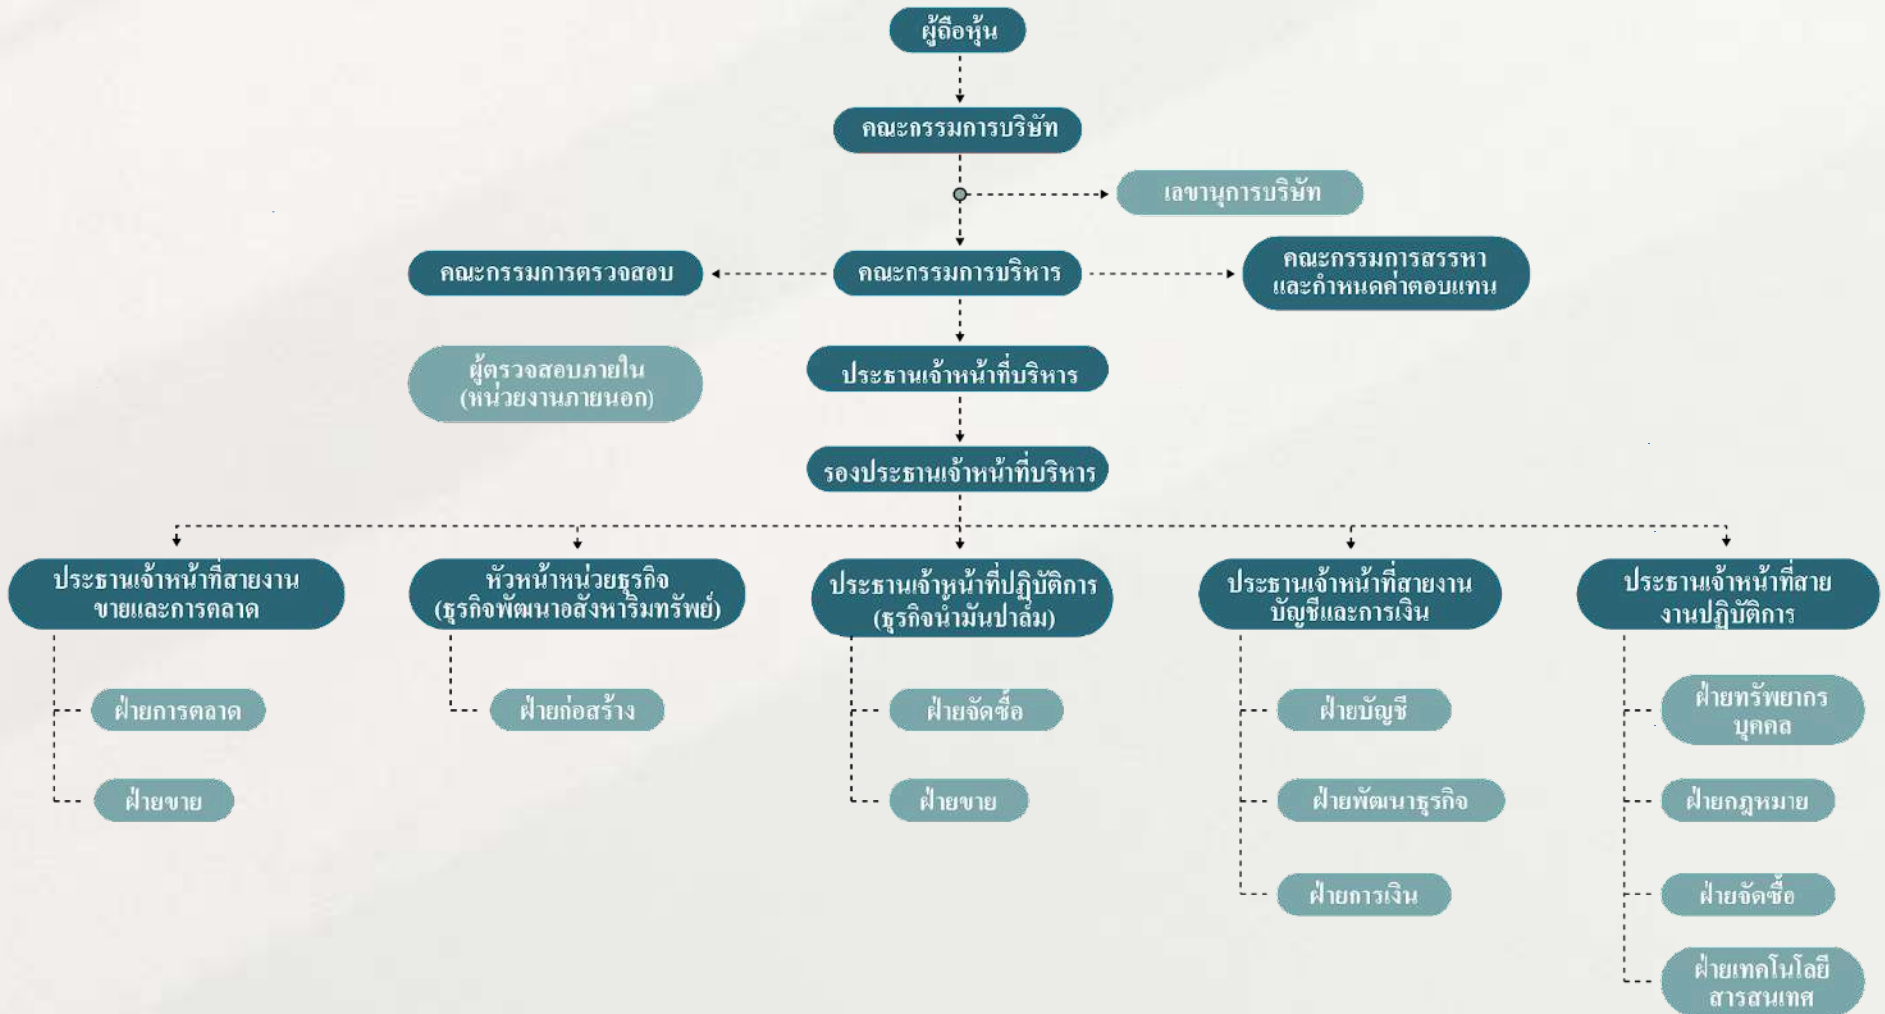 ผู้ถือหุ้น
คณะกรรมการบริษัท
เลขานุการบริษัท
คณะกรรมการตรวจสอบ
คณะกรรมการบริหาร
คณะกรรมการสรรหา
และกำหนดค่าตอบแทน
ผู้ตรวจสอบภายใน
(หน่วยงานภายนอก)
ประธานเจ้าหน้าที่บริหาร
รองประธานเจ้าหน้าที่บริหาร
ประธานเจ้าหน้าที่สายงาน
ขายและการตลาด
หัวหน้าหน่วยธุรกิจ
(ธุรกิจพัฒนาอสังหาริมทรัพย์)
ประธานเจ้าหน้าที่ปฏิบัติการ
(ธุรกิจน้ำมันปาล์ม)
ประธานเจ้าหน้าที่สายงาน
บัญชีและการเงิน
ประธานเจ้าหน้าที่สาย
งานปฏิบัติการ
ฝ่ายการตลาด
ฝ่ายขาย
ฝ่ายก่อสร้าง
ฝ่ายจัดซื้อ
ฝ่ายขาย
ฝ่ายบัญชี
ฝ่ายพัฒนาธุรกิจ
ฝ่ายการเงิน
ฝ่ายทรัพยากร
บุคคล
ฝ่ายกฎหมาย
ฝ่ายจัดซื้อ
ฝ่ายเทคโนโลยี
สารสนเทศ